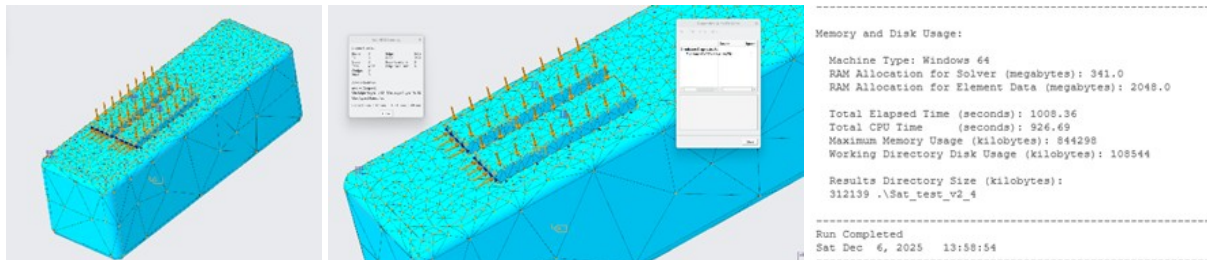 Memory and Disk Usage:
Machine Type: Windows 64
RAM Allocation for Solver (megabytes): 341.0
RAM Allocation for Element Data (megabytes): 2048.0
Total Elapsed Time (seconds): 1008.36
Total CPU Time     (seconds): 926.69
Maximum Memory Usage (kilobytes): 844298
Working Directory Disk Usage (kilobytes): 108544
Results Directory Size (kilobytes):
312139 .\Sat_test_v2_4
Run Completed
Sat Dec  6, 2025   13:58:54